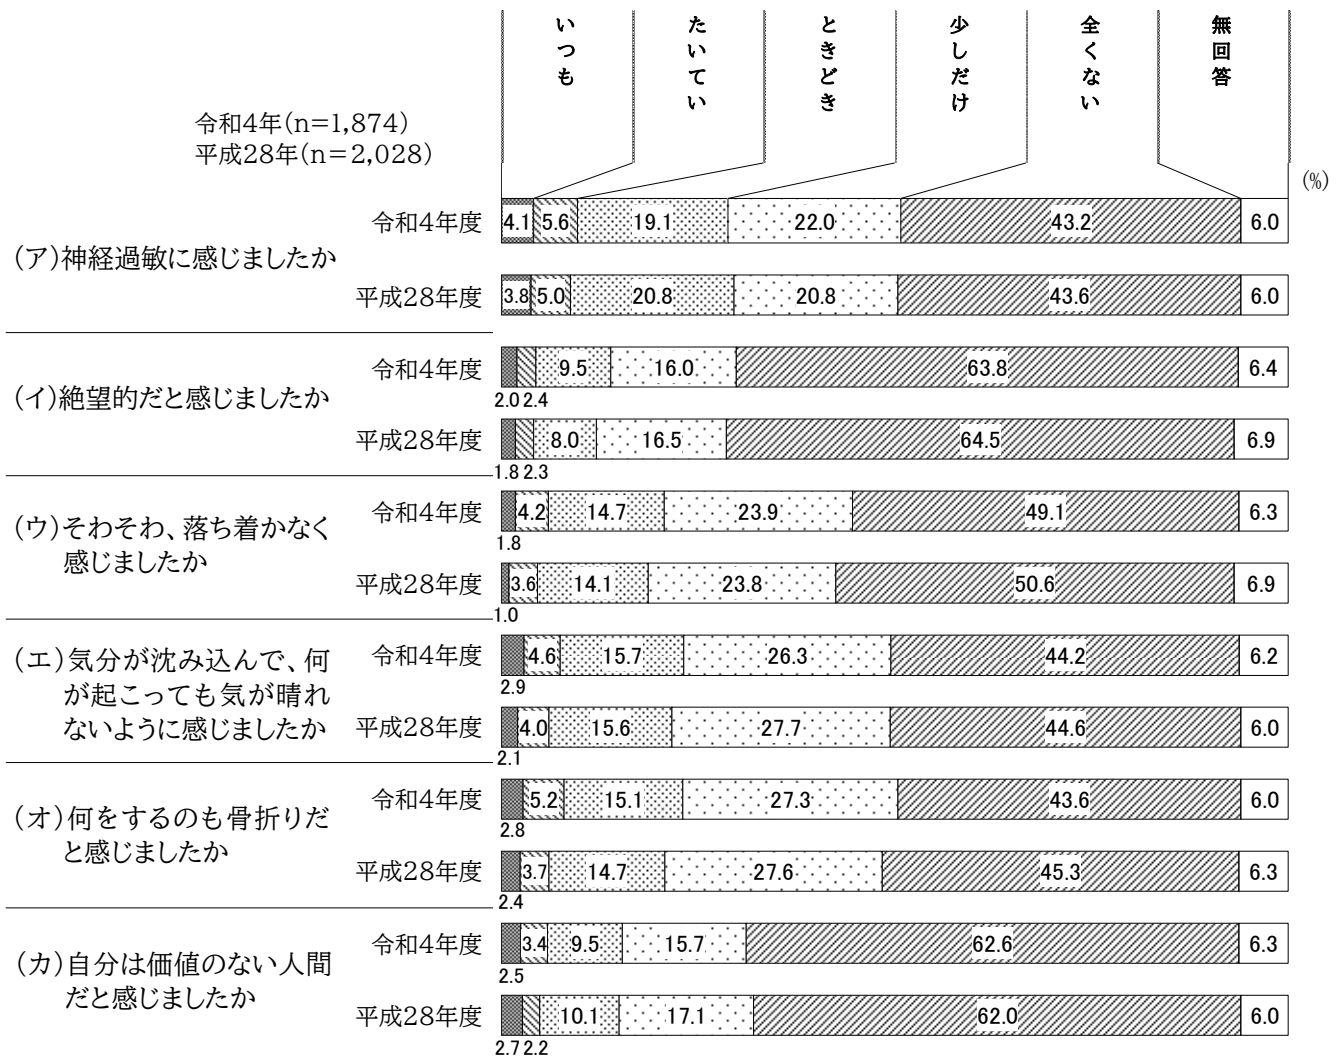 いつも
たいてい
ときどき
少しだけ
全くない
無回答
令和4年(n=1,874)
平成28年(n=2,028)
(%)
(ア)神経過敏に感じましたか
令和4年度 4.1 5.6 19.1 22.0 43.2 6.0
平成28年度 3.8 5.0 20.8 20.8 43.6 6.0
(イ)絶望的だと感じましたか
令和4年度 9.5 16.0 63.8 6.4
2.0 2.4
平成28年度 8.0 16.5 64.5 6.9
1.8 2.3
(ウ)そわそわ、落ち着かなく
感じましたか
令和4年度 4.2 14.7 23.9 49.1 6.3
1.8
平成28年度 3.6 14.1 23.8 50.6 6.9
1.0
(エ)気分が沈み込んで、何
が起こっても気が晴れ
ないように感じましたか
令和4年度 4.6 15.7 26.3 44.2 6.2
2.9
平成28年度 4.0 15.6 27.7 44.6 6.0
2.1
(オ)何をするのも骨折りだ
と感じましたか
令和4年度 5.2 15.1 27.3 43.6 6.0
2.8
平成28年度 3.7 14.7 27.6 45.3 6.3
2.4
(カ)自分は価値のない人間
だと感じましたか
令和4年度 3.4 9.5 15.7 62.6 6.3
2.5
平成28年度 10.1 17.1 62.0 6.0
2.7 2.2